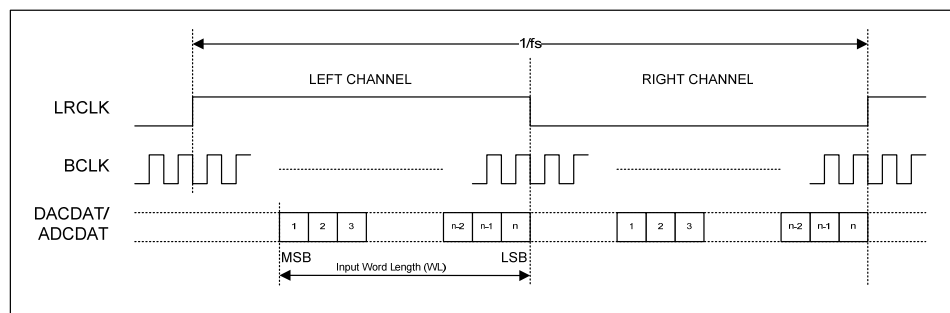 1/fs
LEFT CHANNEL RIGHT CHANNEL
LRCLK
BCLK
DACDAT/
ADCDAT
1 2 3 n-2 n-1 n 1 2 3 n-2 n-1 n
MSB LSB
Input Word Length (WL)